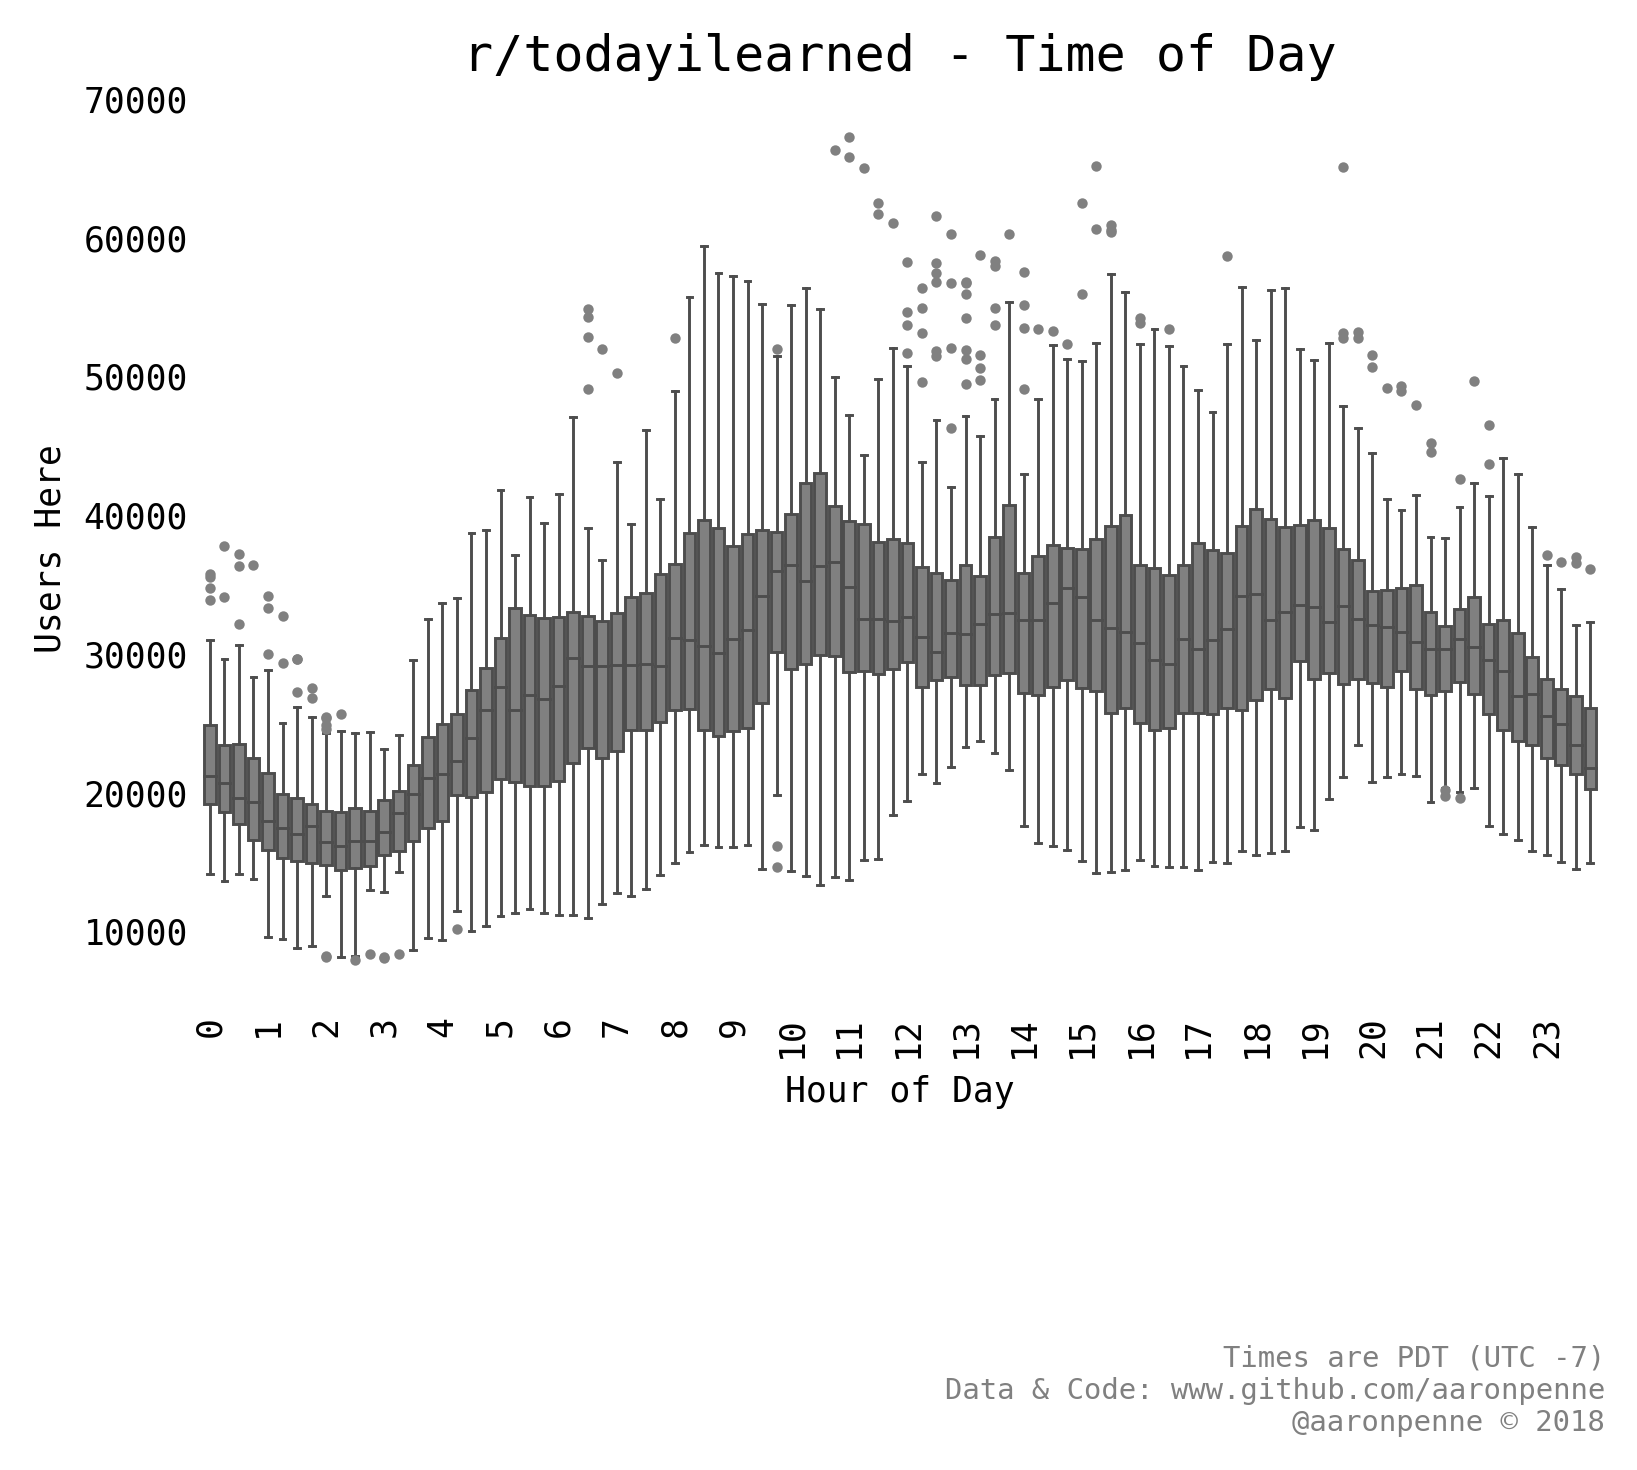 r/todayilearned - Time of Day
70000
60000
50000
40000
30000
20000
10000
Users Here
0 1 2 3 4 5 6 7 8 9 10 11 12 13 14 15 16 17 18 19 20 21 22 23
Hour of Day
Times are PDT (UTC -7)
Data & Code: www.github.com/aaronpenne
@aaronpenne © 2018